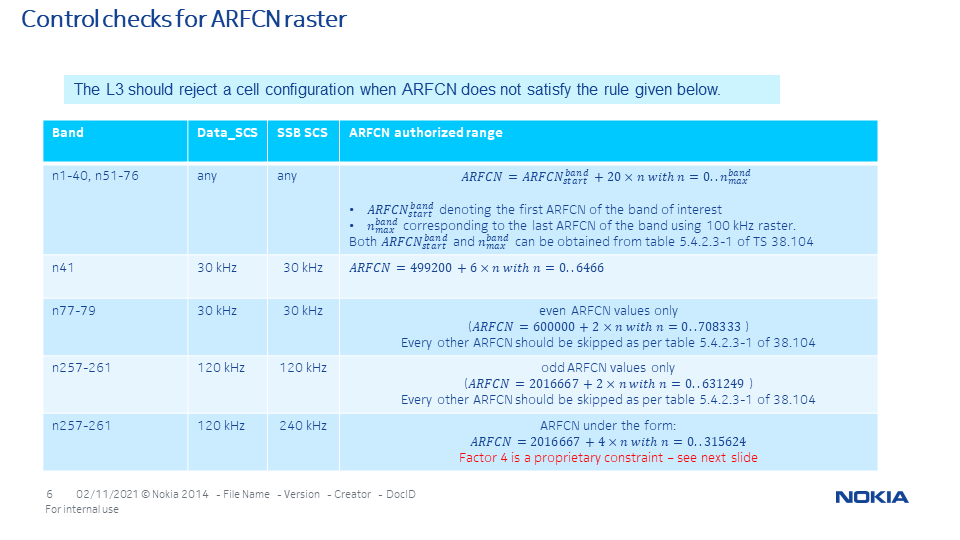 Control checks for ARFCN raster
The L3 should reject a cell configuration when ARFCN does not satisfy the rule given below.
Band Data_SCS SSB SCS ARFCN authorized range
n1-40, n51-76 any any 𝐴𝑅𝐹𝐶𝑁 = 𝐴𝑅𝐹𝐶𝑁_{𝑠𝑡𝑎𝑟𝑡}^{𝑏𝑎𝑛𝑑} + 20 × 𝑛 𝑤𝑖𝑡ℎ 𝑛 = 0..𝑛_{𝑚𝑎𝑥}^{𝑏𝑎𝑛𝑑}
• 𝐴𝑅𝐹𝐶𝑁_{𝑠𝑡𝑎𝑟𝑡}^{𝑏𝑎𝑛𝑑} denoting the first ARFCN of the band of interest
• 𝑛_{𝑚𝑎𝑥}^{𝑏𝑎𝑛𝑑} corresponding to the last ARFCN of the band using 100 kHz raster.
Both 𝐴𝑅𝐹𝐶𝑁_{𝑠𝑡𝑎𝑟𝑡}^{𝑏𝑎𝑛𝑑} and 𝑛_{𝑚𝑎𝑥}^{𝑏𝑎𝑛𝑑} can be obtained from table 5.4.2.3-1 of TS 38.104
n41 30 kHz 30 kHz 𝐴𝑅𝐹𝐶𝑁 = 499200 + 6 × 𝑛 𝑤𝑖𝑡ℎ 𝑛 = 0..6466
n77-79 30 kHz 30 kHz even ARFCN values only
(𝐴𝑅𝐹𝐶𝑁 = 600000 + 2 × 𝑛 𝑤𝑖𝑡ℎ 𝑛 = 0..708333 )
Every other ARFCN should be skipped as per table 5.4.2.3-1 of 38.104
n257-261 120 kHz 120 kHz odd ARFCN values only
(𝐴𝑅𝐹𝐶𝑁 = 2016667 + 2 × 𝑛 𝑤𝑖𝑡ℎ 𝑛 = 0..631249 )
Every other ARFCN should be skipped as per table 5.4.2.3-1 of 38.104
n257-261 120 kHz 240 kHz ARFCN under the form:
𝐴𝑅𝐹𝐶𝑁 = 2016667 + 4 × 𝑛 𝑤𝑖𝑡ℎ 𝑛 = 0..315624
Factor 4 is a proprietary constraint – see next slide
6 02/11/2021 © Nokia 2014 - File Name - Version - Creator - DocID
For internal use
NOKIA